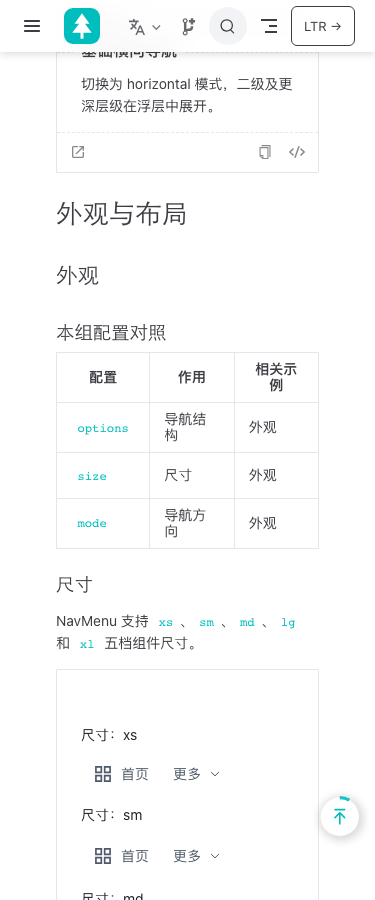 LTR →
基础横向导航
切换为 horizontal 模式，二级及更
深层级在浮层中展开。
外观与布局
外观
本组配置对照
配置 作用 相关示例
options 导航结构 外观
size 尺寸 外观
mode 导航方向 外观
尺寸
NavMenu 支持 xs 、 sm 、 md 、 lg
和 xl 五档组件尺寸。
尺寸：xs
首页 更多
尺寸：sm
首页 更多
尺寸：md